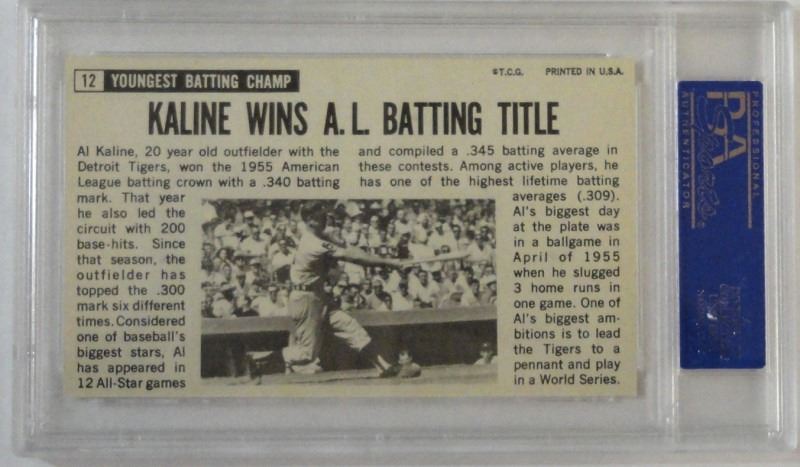 12 YOUNGEST BATTING CHAMP
©T.C.G. PRINTED IN U.S.A.
KALINE WINS A.L. BATTING TITLE
Al Kaline, 20 year old outfielder with the
Detroit Tigers, won the 1955 American
League batting crown with a .340 batting
mark. That year
he also led the
circuit with 200
base-hits. Since
that season, the
outfielder has
topped the .300
mark six different
times. Considered
one of baseball's
biggest stars, Al
has appeared in
12 All-Star games
and compiled a .345 batting average in
these contests. Among active players, he
has one of the highest lifetime batting
averages (.309).
Al's biggest day
at the plate was
in a ballgame in
April of 1955
when he slugged
3 home runs in
one game. One of
Al's biggest am-
bitions is to lead
the Tigers to a
pennant and play
in a World Series.
PROFESSIONAL
PSA
Sports
AUTHENTICATOR